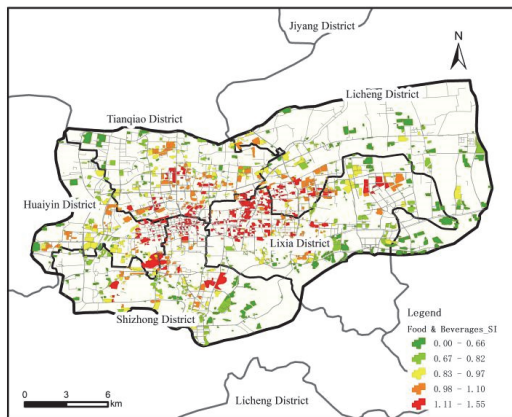 Jiyang District
N
Licheng District
Tianqiao District
Huaiyin District
Lixia District
Shizhong District
Licheng District
Legend
Food & Beverages_SI
0.00 - 0.66
0.67 - 0.82
0.83 - 0.97
0.98 - 1.10
1.11 - 1.55
0 3 6
km